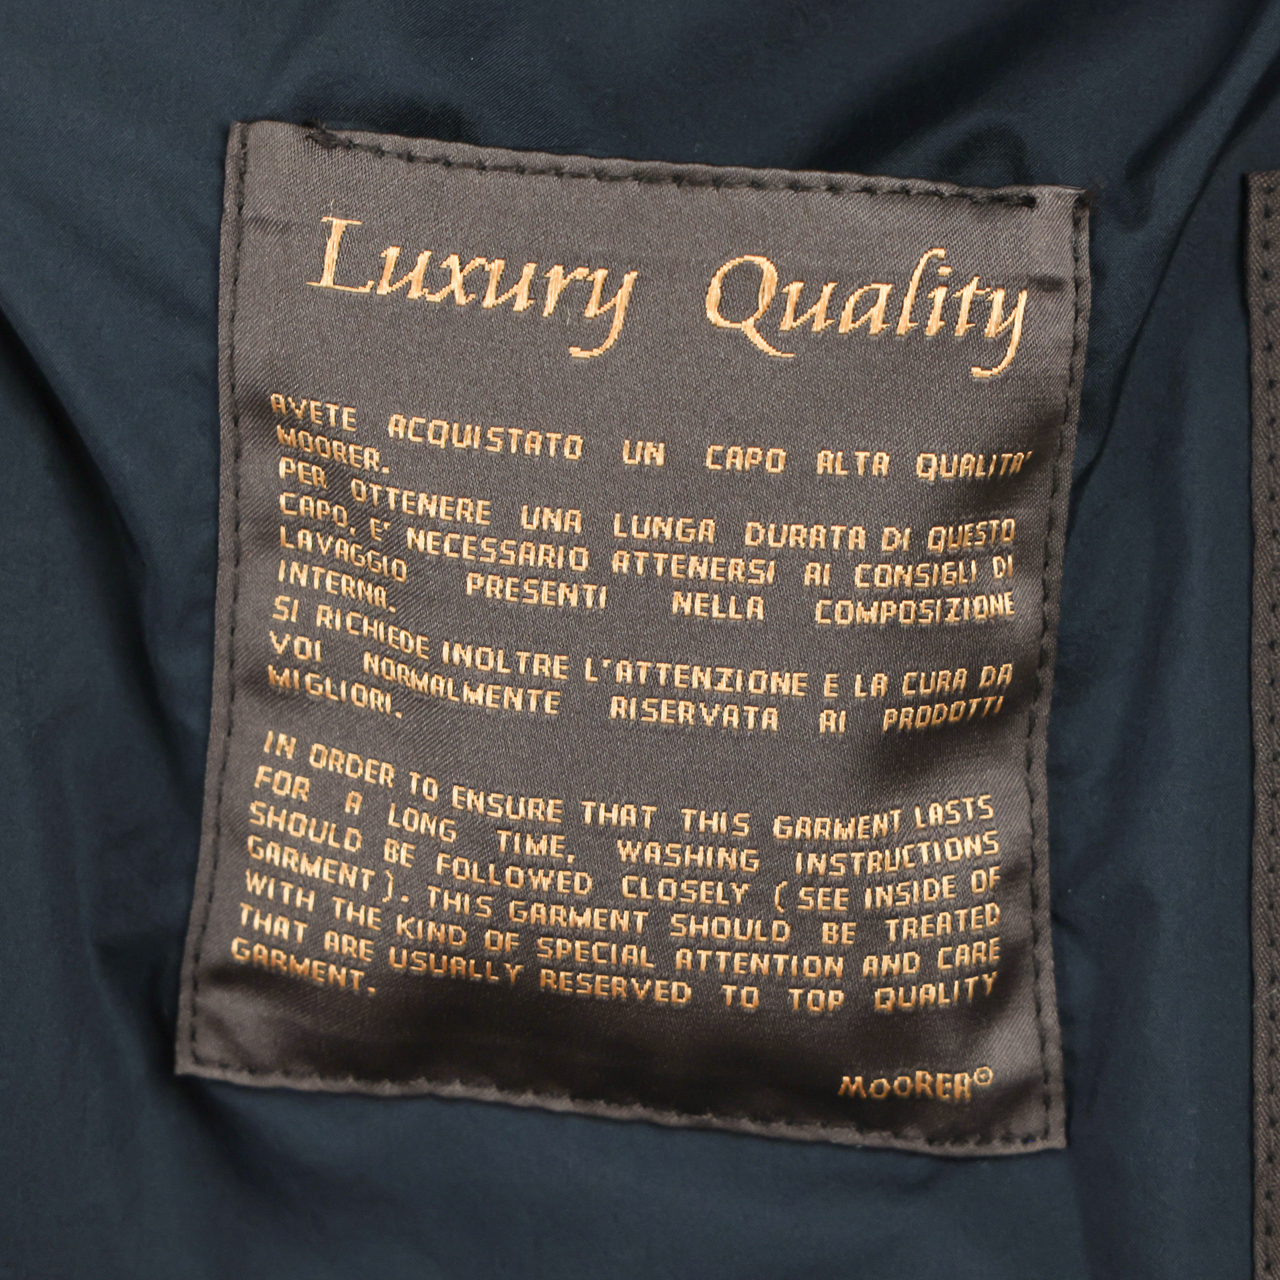 Luxury Quality
AVETE ACQUISTATO UN CAPO ALTA QUALITA'
MOORER.
PER OTTENERE UNA LUNGA DURATA DI QUESTO
CAPO, E' NECESSARIO ATTENERSI AI CONSIGLI DI
LAVAGGIO PRESENTI NELLA COMPOSIZIONE
INTERNA.
SI RICHIEDE INOLTRE L'ATTENZIONE E LA CURA DA
VOI NORMALMENTE RISERVATA AI PRODOTTI
MIGLIORI.
IN ORDER TO ENSURE THAT THIS GARMENT LASTS
FOR A LONG TIME, WASHING INSTRUCTIONS
SHOULD BE FOLLOWED CLOSELY (SEE INSIDE OF
GARMENT). THIS GARMENT SHOULD BE TREATED
WITH THE KIND OF SPECIAL ATTENTION AND CARE
THAT ARE USUALLY RESERVED TO TOP QUALITY
GARMENT.
MOORER®